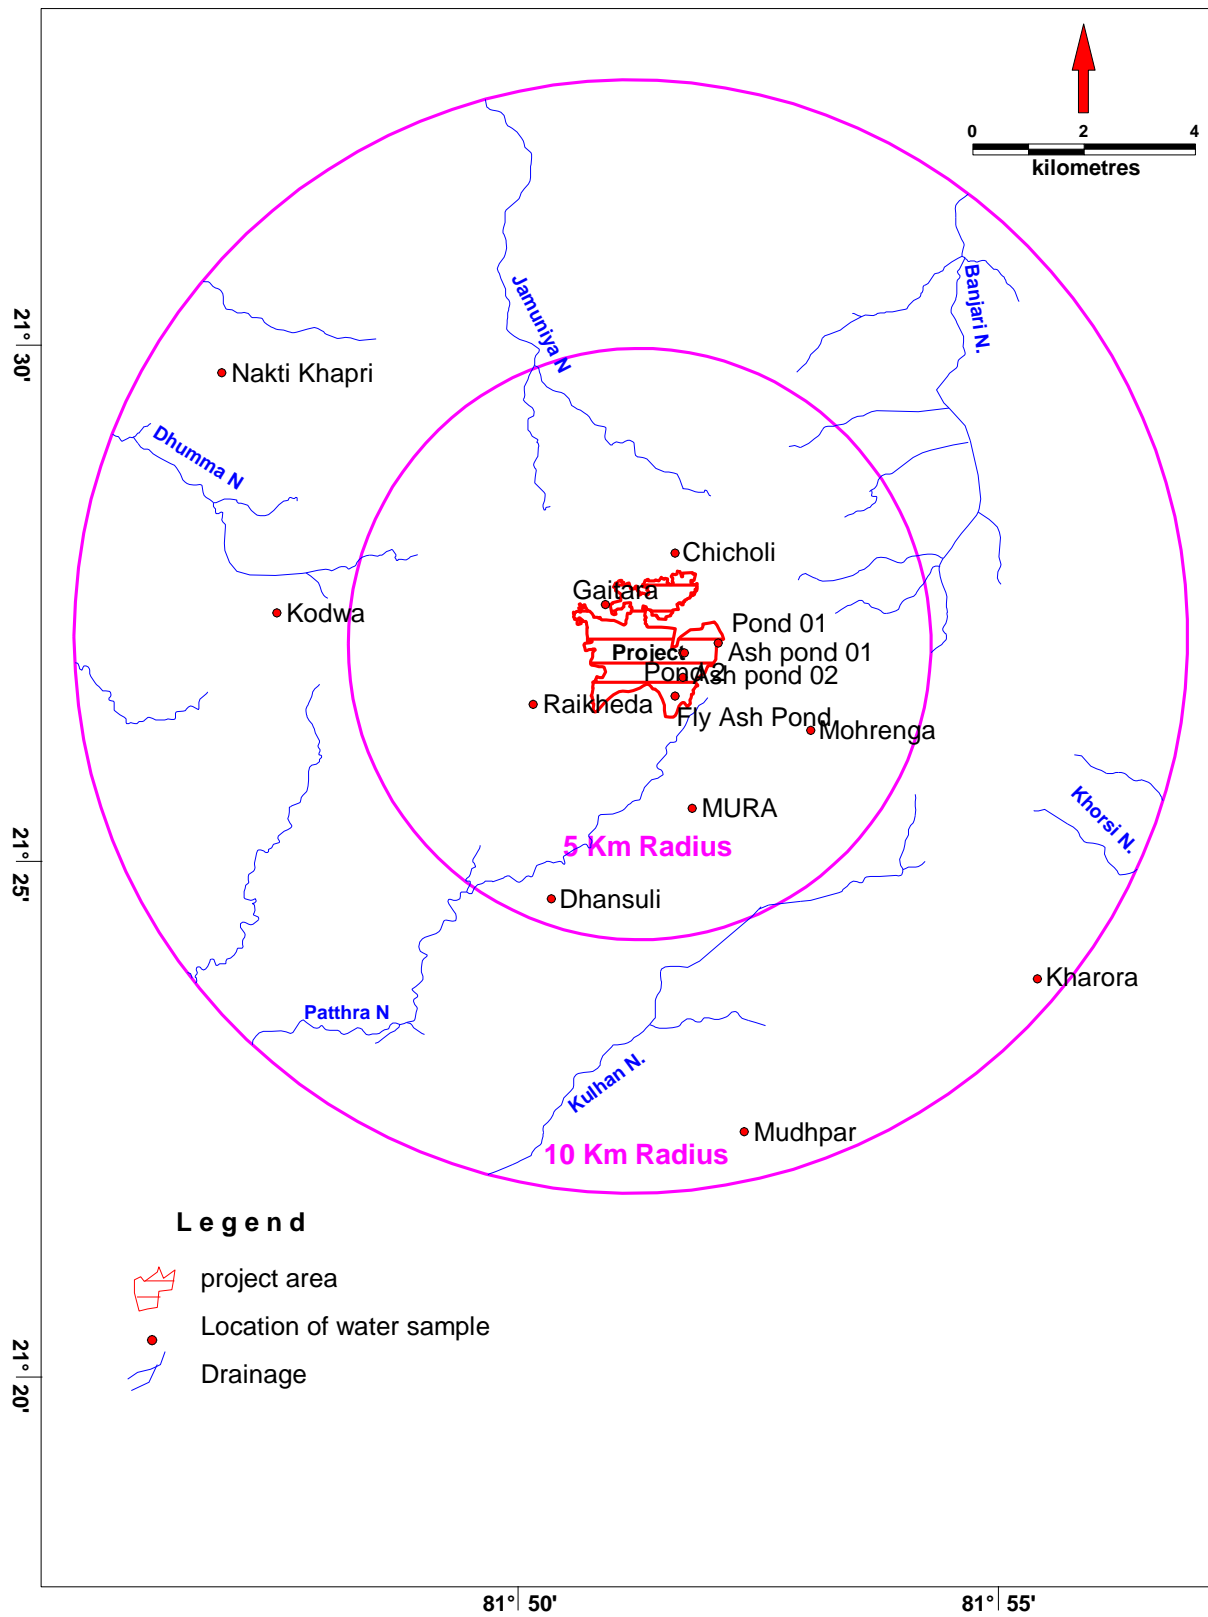 0 2 4
kilometres
Jamuniya N
Banjari N.
21° 30'
Nakti Khapri
Dhumma N
Chicholi
Gaitara
Kodwa
Pond 01
Project
Ash pond 01
Pond 2
Ash pond 02
Raikheda
Fly Ash Pond
Mohrenga
MURA
Khorsi N.
5 Km Radius
21° 25'
Dhansuli
Kharora
Patthra N
Kulhan N.
Mudhpar
10 Km Radius
Legend
project area
Location of water sample
21° 20'
Drainage
81° 50'
81° 55'